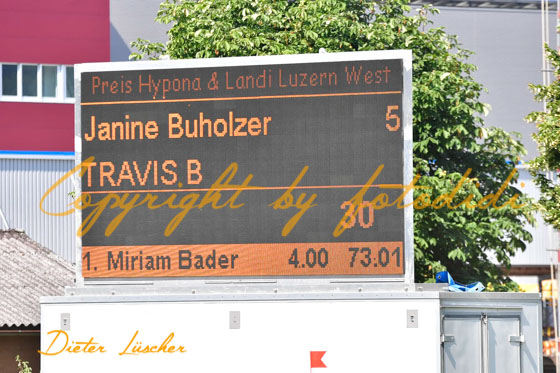 Preis Hypona & Landi Luzern West
Janine Buholzer 5
TRAVIS B
Copyright by fotodidi
30
1. Miriam Bader 4.00 73.01
Dieter Lüscher